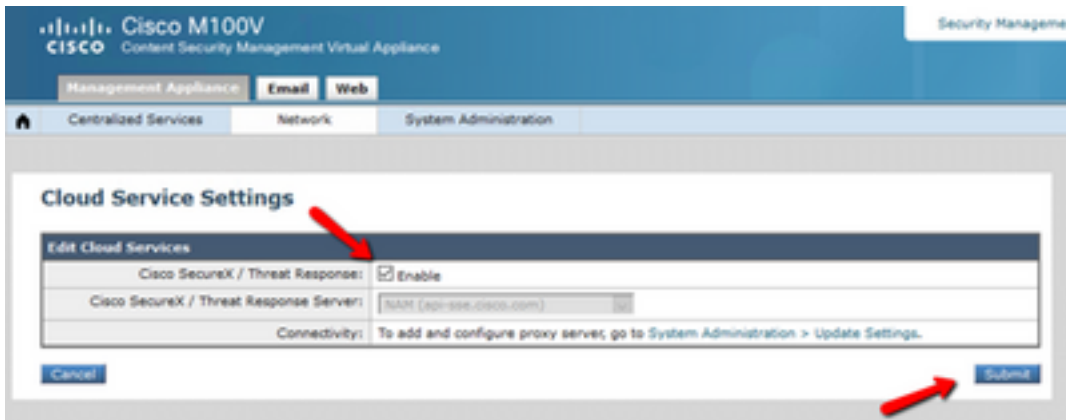 Cisco M100V
CISCO Content Security Management Virtual Appliance
Security Manageme
Management Appliance Email Web
Centralized Services Network System Administration
Cloud Service Settings
Edit Cloud Services
Cisco SecureX / Threat Response: Enable
Cisco SecureX / Threat Response Server: NAM (api-sse.cisco.com)
Connectivity: To add and configure proxy server, go to System Administration > Update Settings.
Cancel Submit